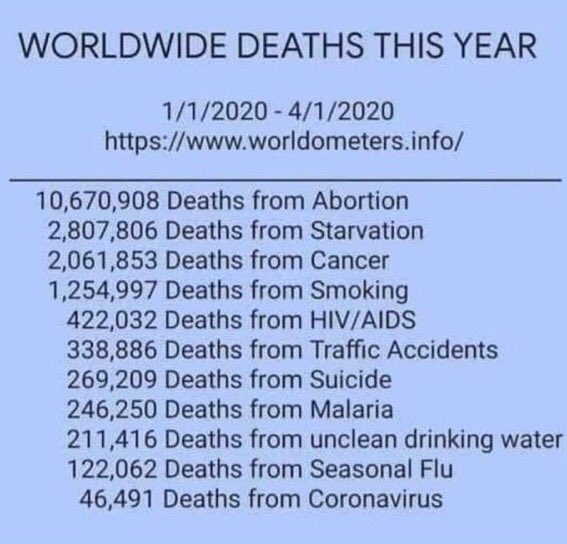 WORLDWIDE DEATHS THIS YEAR
1/1/2020 - 4/1/2020
https://www.worldometers.info/
10,670,908 Deaths from Abortion
2,807,806 Deaths from Starvation
2,061,853 Deaths from Cancer
1,254,997 Deaths from Smoking
422,032 Deaths from HIV/AIDS
338,886 Deaths from Traffic Accidents
269,209 Deaths from Suicide
246,250 Deaths from Malaria
211,416 Deaths from unclean drinking water
122,062 Deaths from Seasonal Flu
46,491 Deaths from Coronavirus